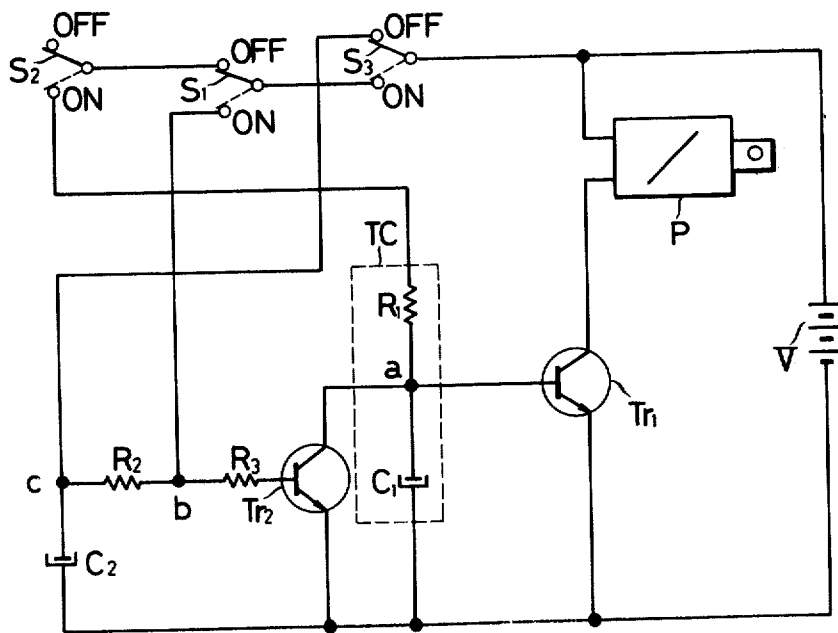 OFF
S2
ON
OFF
S1
ON
OFF
S3
ON
P
TC
R1
a
V
Tr1
c
R2
b
R3
Tr2
C1
C2